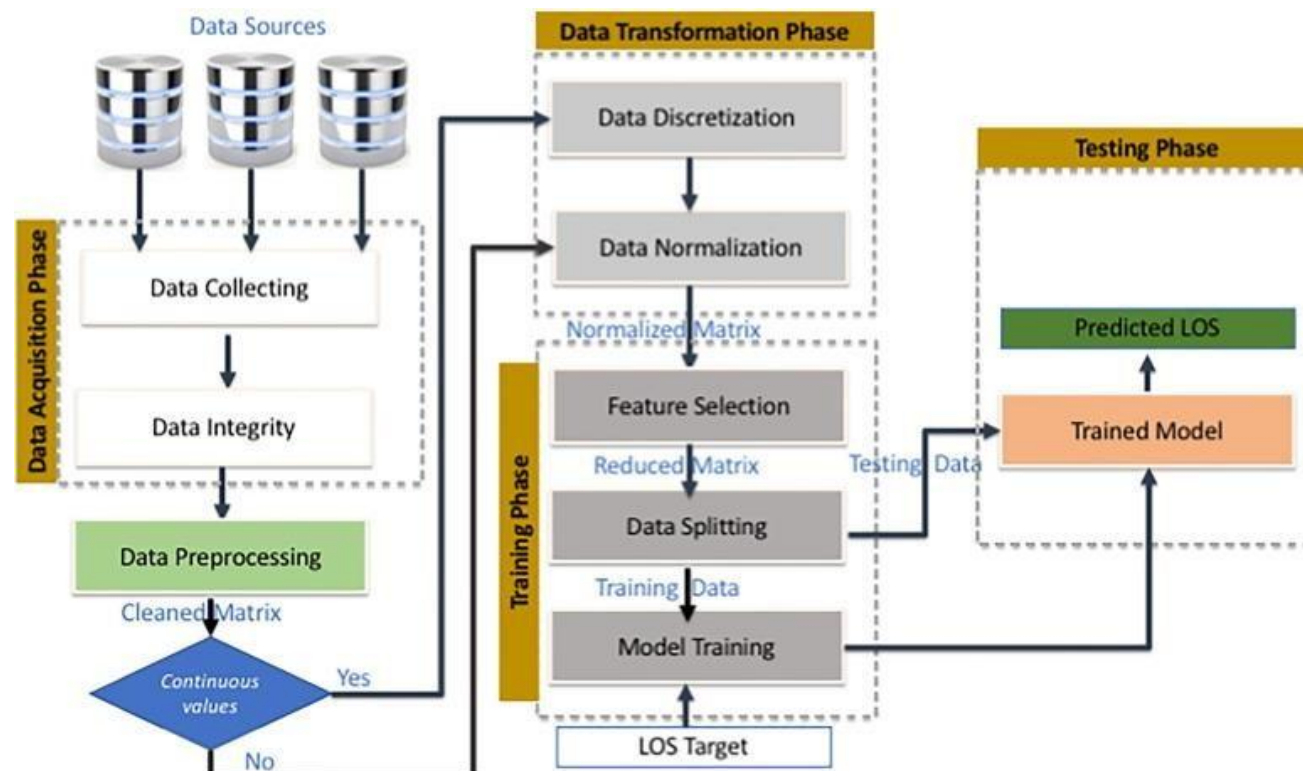 Data Sources
Data Acquisition Phase
Data Collecting
Data Integrity
Data Preprocessing
Cleaned Matrix
Continuous
values
Yes
No
Data Transformation Phase
Data Discretization
Data Normalization
Normalized Matrix
Training Phase
Feature Selection
Reduced Matrix
Data Splitting
Testing Data
Training Data
Model Training
LOS Target
Testing Phase
Predicted LOS
Trained Model